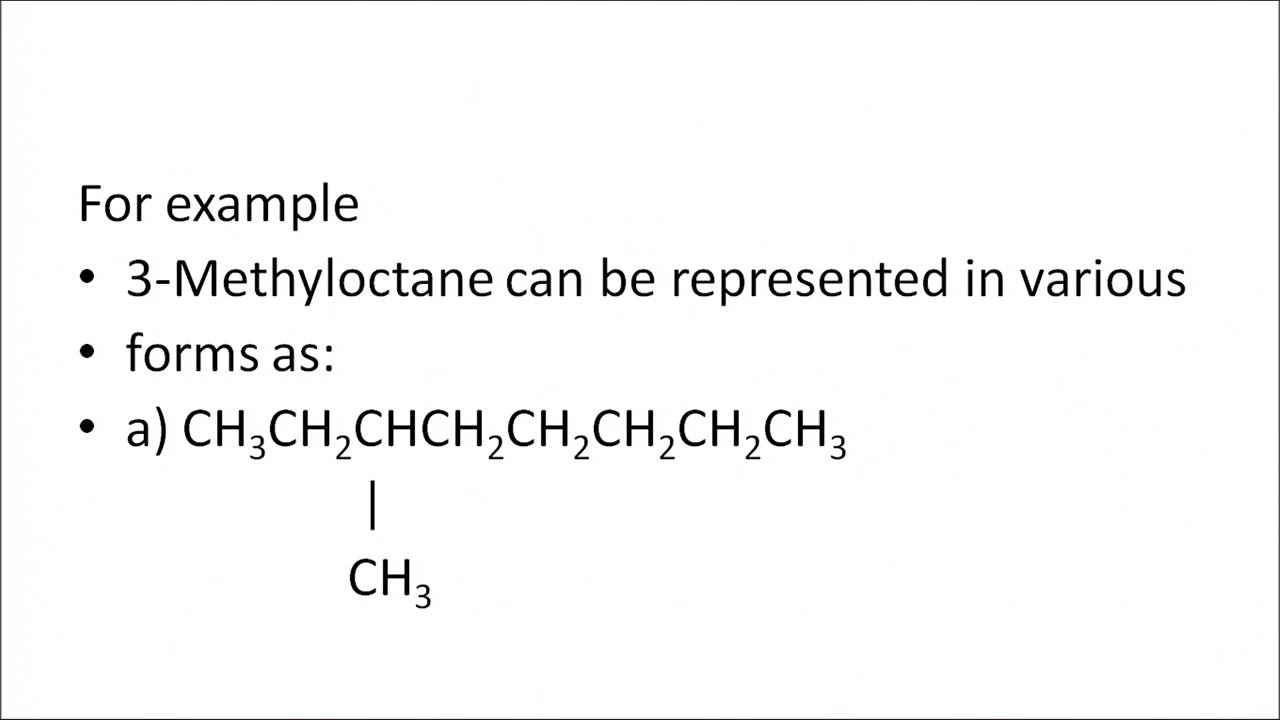 For example
• 3-Methyloctane can be represented in various
• forms as:
• a) CH₃CH₂CHCH₂CH₂CH₂CH₂CH₃
|
CH₃